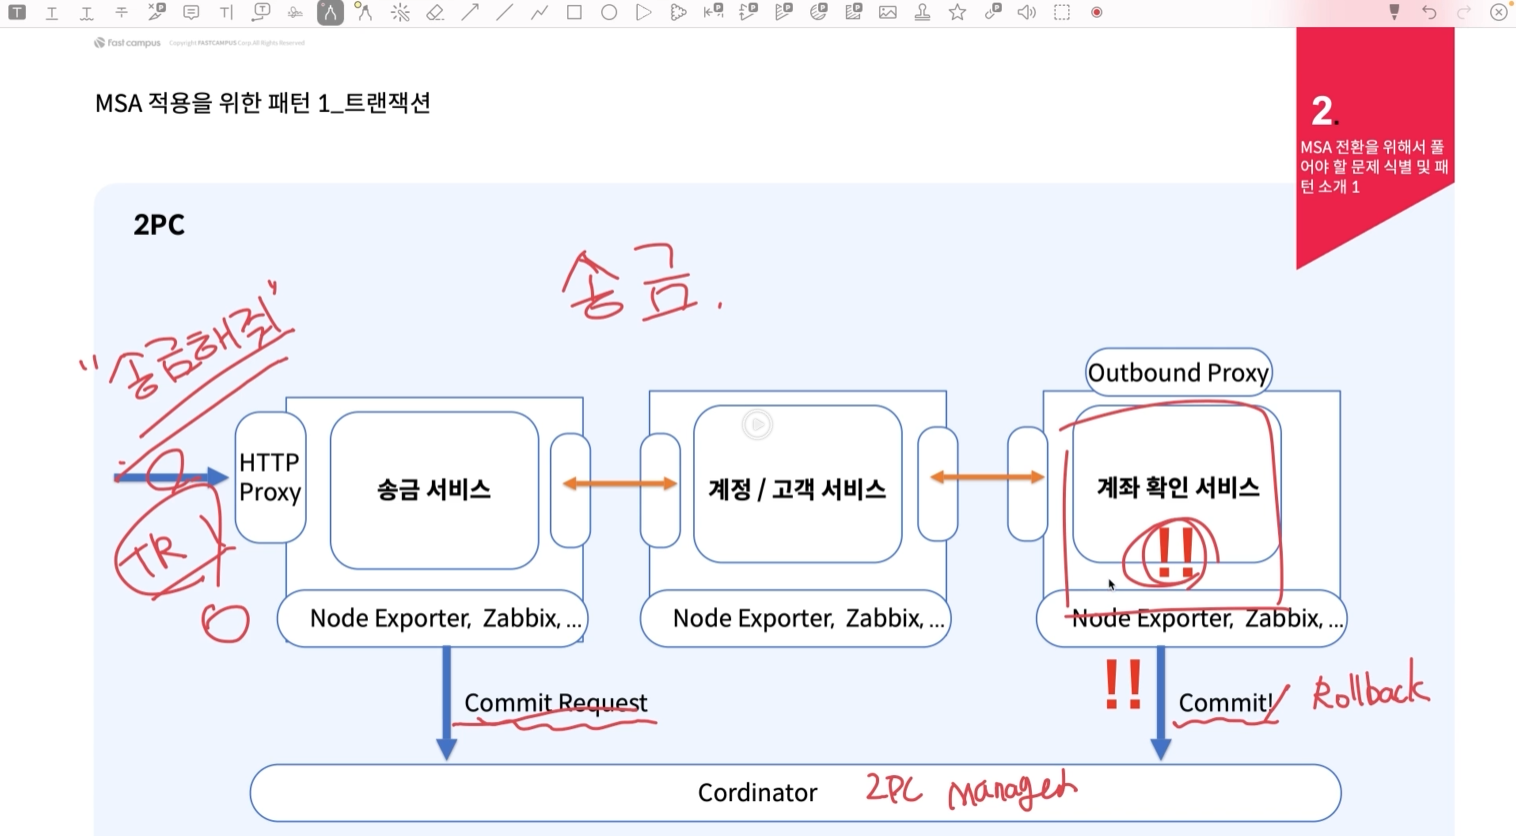 fast campus Copyright FASTCAMPUS Corp. All Rights Reserved
MSA 적용을 위한 패턴 1_트랜잭션
2.
MSA 전환을 위해서 풀
어야 할 문제 식별 및 패
턴 소개 1
2PC
송금.
"송금해줘"
Outbound Proxy
HTTP
Proxy
송금 서비스
계정 / 고객 서비스
계좌 확인 서비스
!!
TR
Node Exporter, Zabbix, ...
Node Exporter, Zabbix, ...
Node Exporter, Zabbix, ...
Commit Request
!!
Commit!
/ Rollback
Cordinator
2PC Manager